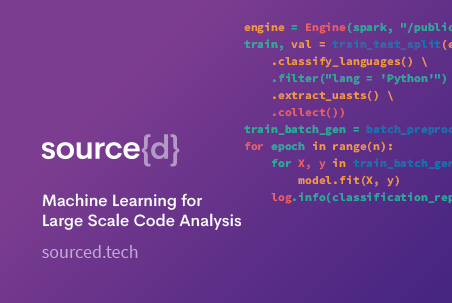 engine = Engine(spark, "/public
train, val = train_test_split(e
.classify_languages() \
.filter("lang = 'Python'")
.extract_uasts() \
.collect())
train_batch_gen = batch_preproc
for epoch in range(n):
for X, y in train_batch_gen
model.fit(X, y)
log.info(classification_rep
source{d}
Machine Learning for
Large Scale Code Analysis
sourced.tech